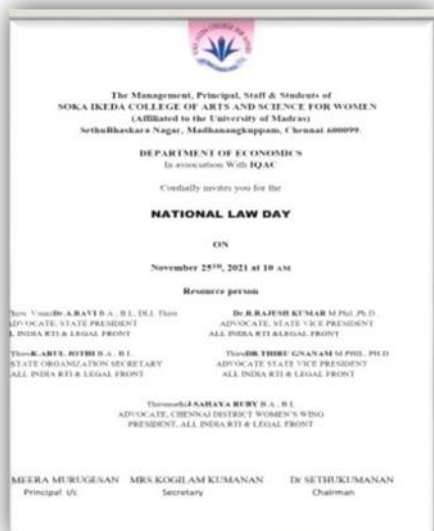 The Management, Principal, Staff & Students of
SOKA IKEDA COLLEGE OF ARTS AND SCIENCE FOR WOMEN
(Affiliated to the University of Madras)
SethuBhaskara Nagar, Madhanangkuppam, Chennai 600099.
DEPARTMENT OF ECONOMICS
In association With IQAC
Cordially invites you for the
NATIONAL LAW DAY
ON
November 25TH, 2021 at 10 AM
Resource person
Dr.A.RAVI B.A., B.L, DLL
ADVOCATE, STATE PRESIDENT
ALL INDIA RTI & LEGAL FRONT
Dr.R.RAJESH KUMAR M.Phil.,Ph.D.,
ADVOCATE, STATE VICE PRESIDENT
ALL INDIA RTI & LEGAL FRONT
Thiru K.ARUL JOTHI B.A., B.L
STATE ORGANIZATION SECRETARY
ALL INDIA RTI & LEGAL FRONT
Thiru DR.THIRU GNANAM M.PHIL, PH.D
ADVOCATE STATE VICE PRESIDENT
ALL INDIA RTI & LEGAL FRONT
J.SAHAYA RUBY B.A., B.L
ADVOCATE, CHENNAI DISTRICT WOMEN'S WING
PRESIDENT, ALL INDIA RTI & LEGAL FRONT
MEERA MURUGESAN MRS KOGILAM KUMANAN Dr SETHUKUMANAN
Principal i/c Secretary Chairman